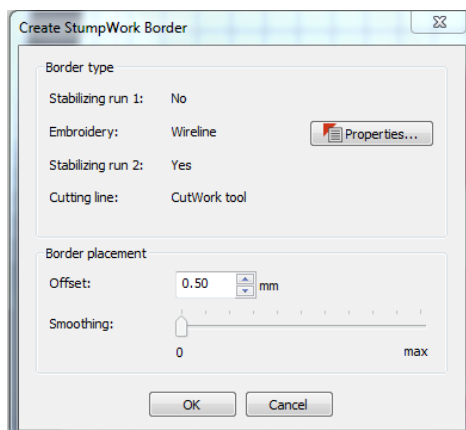 Create StumpWork Border
Border type
Stabilizing run 1: No
Embroidery: Wireline Properties...
Stabilizing run 2: Yes
Cutting line: CutWork tool
Border placement
Offset: 0.50 mm
Smoothing:
0 max
OK Cancel